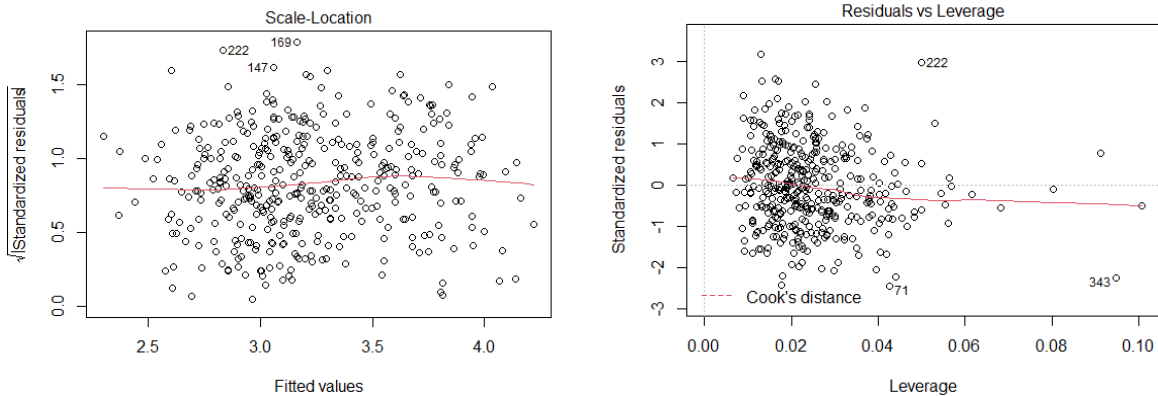 Scale-Location
222
169
147
√|Standardized residuals|
0.0 0.5 1.0 1.5
2.5 3.0 3.5 4.0
Fitted values
Residuals vs Leverage
222
71
343
Cook's distance
Standardized residuals
-3 -2 -1 0 1 2 3
0.00 0.02 0.04 0.06 0.08 0.10
Leverage